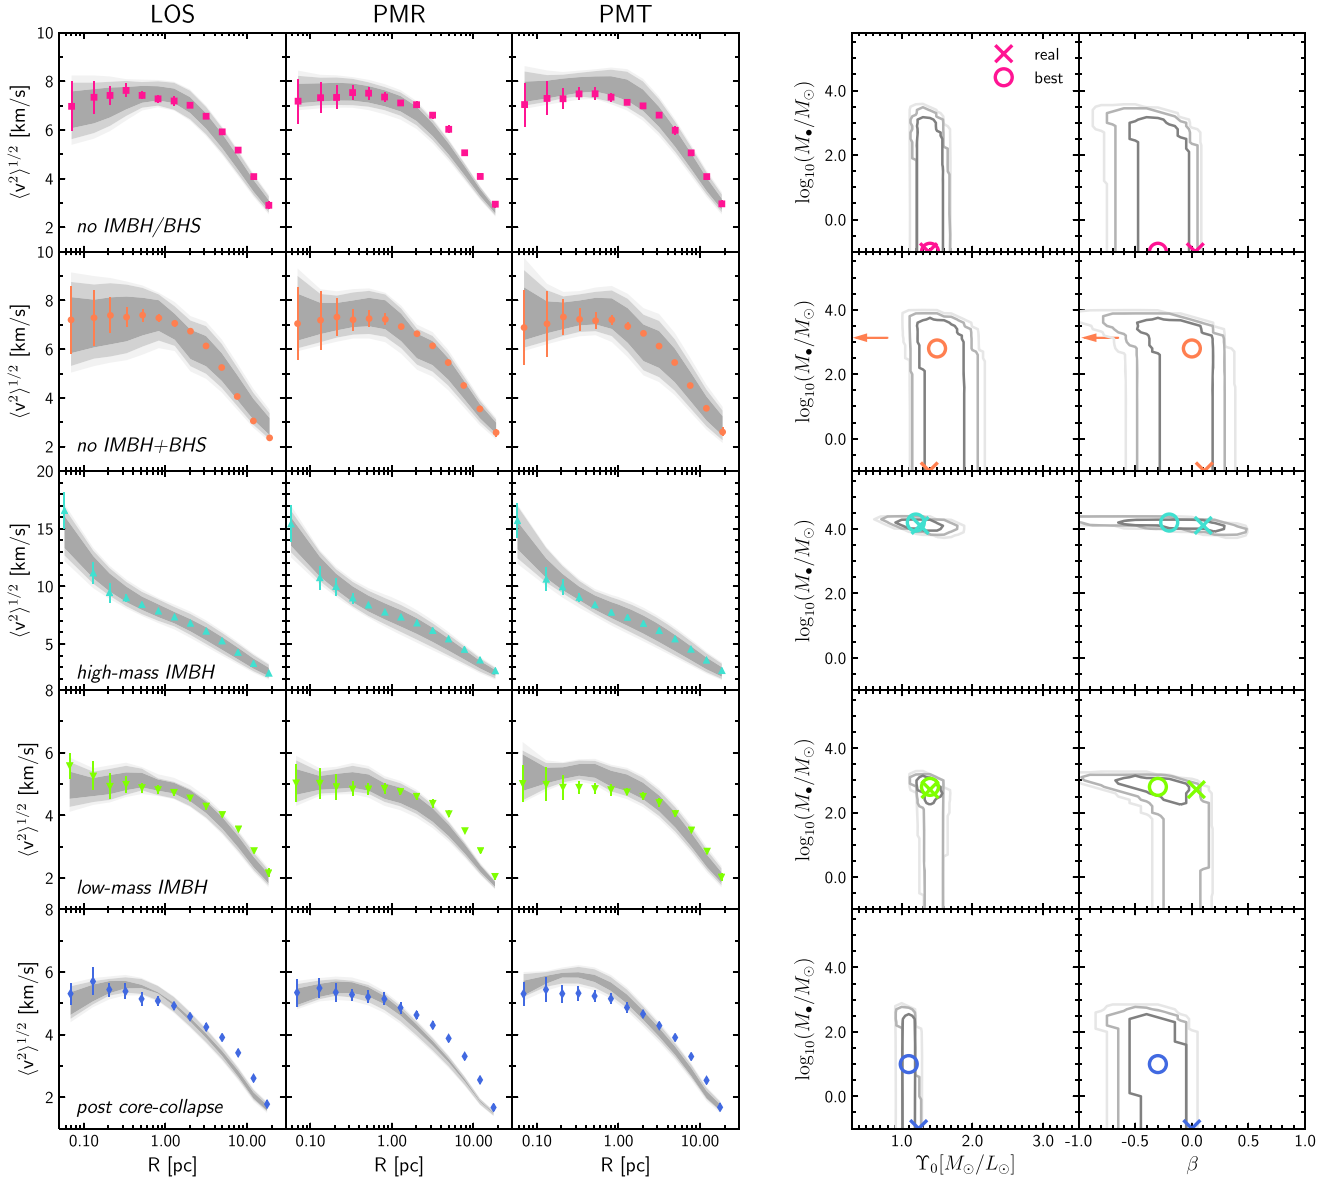 LOS PMR PMT
real
best
10
8
6
4
2
⟨v²⟩^{1/2} [km/s]
no IMBH/BHS
4.0
2.0
0.0
log₁₀(M•/M⊙)
10
8
6
4
2
⟨v²⟩^{1/2} [km/s]
no IMBH+BHS
4.0
2.0
0.0
log₁₀(M•/M⊙)
20
15
10
5
⟨v²⟩^{1/2} [km/s]
high-mass IMBH
4.0
2.0
0.0
log₁₀(M•/M⊙)
8
6
4
2
⟨v²⟩^{1/2} [km/s]
low-mass IMBH
4.0
2.0
0.0
log₁₀(M•/M⊙)
8
6
4
2
⟨v²⟩^{1/2} [km/s]
post core-collapse
4.0
2.0
0.0
log₁₀(M•/M⊙)
0.10 1.00 10.00 0.10 1.00 10.00 0.10 1.00 10.00 1.0 2.0 3.0 -1.0 -0.5 0.0 0.5 1.0
R [pc] R [pc] R [pc] ϒ₀[M⊙/L⊙] β